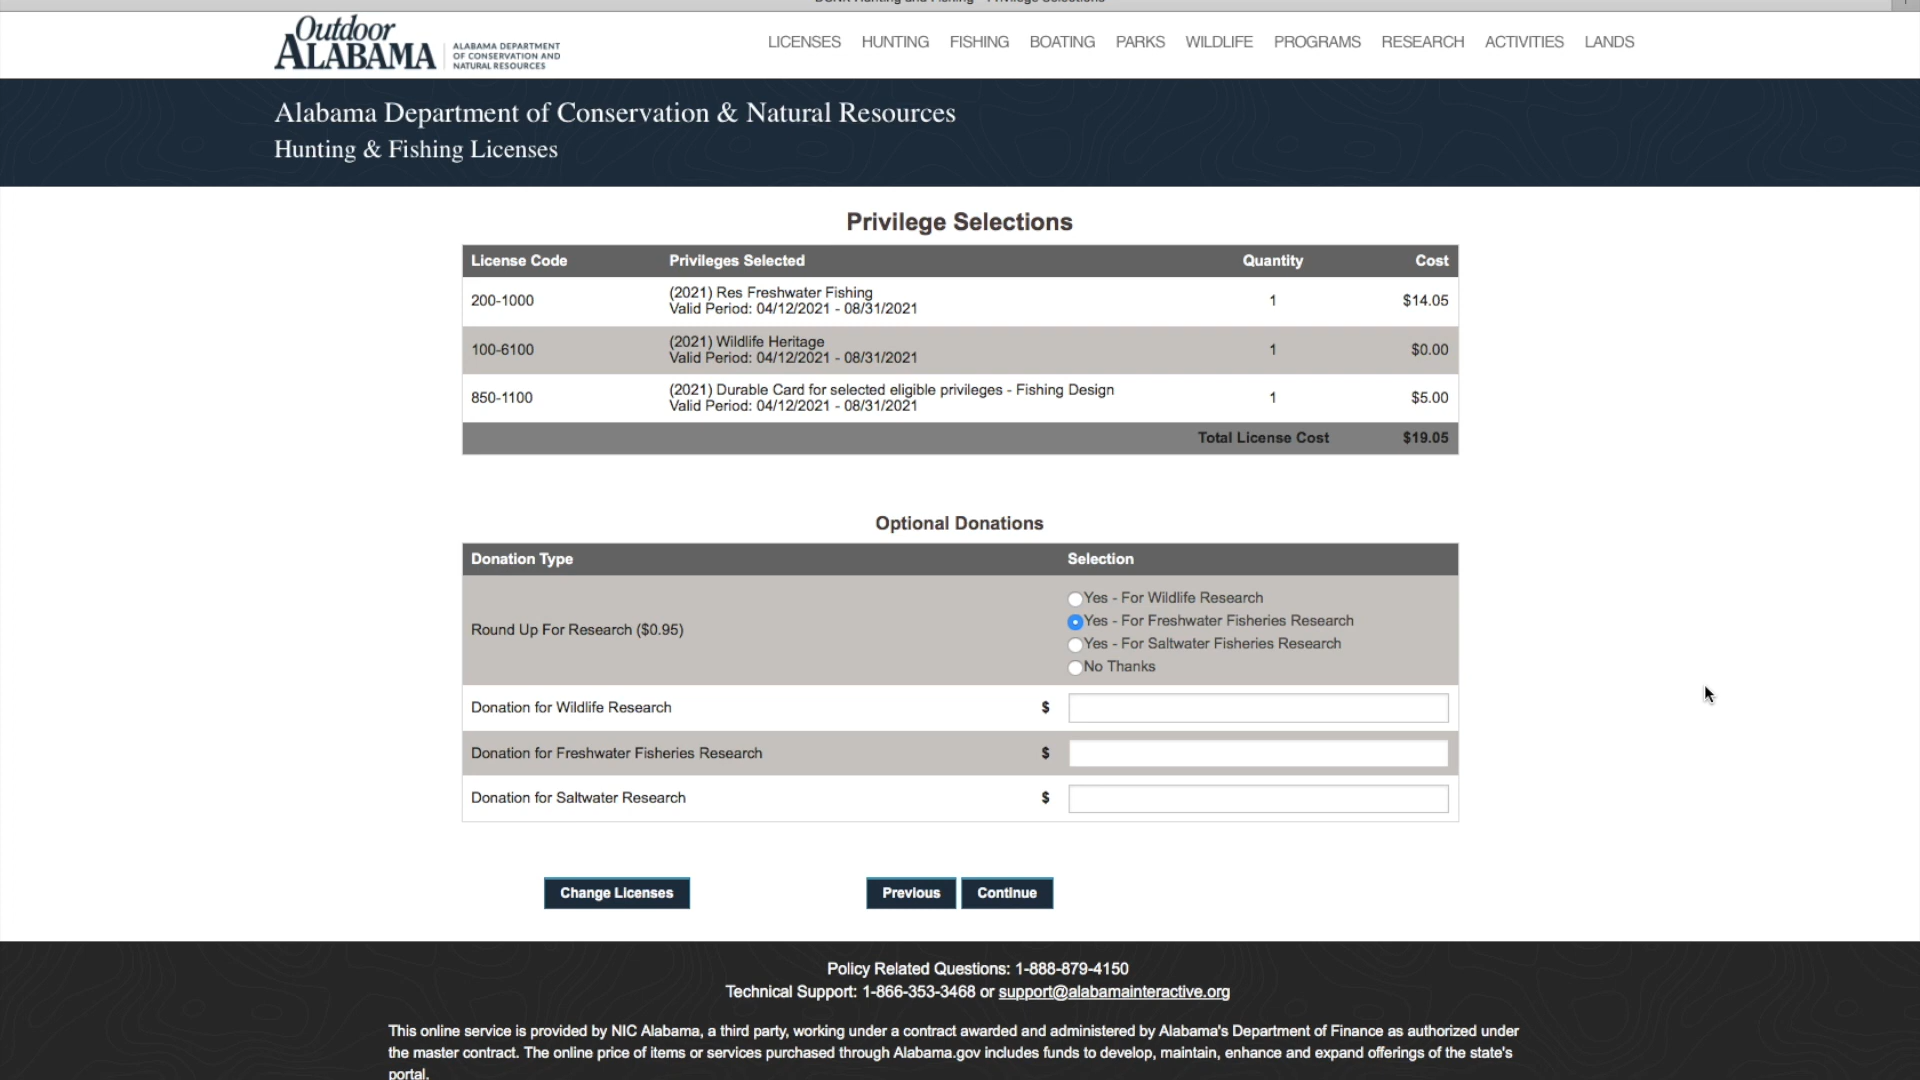 Outdoor
ALABAMA
ALABAMA DEPARTMENT
OF CONSERVATION AND
NATURAL RESOURCES
LICENSES HUNTING FISHING BOATING PARKS WILDLIFE PROGRAMS RESEARCH ACTIVITIES LANDS
Alabama Department of Conservation & Natural Resources
Hunting & Fishing Licenses
Privilege Selections
License Code Privileges Selected Quantity Cost
200-1000 (2021) Res Freshwater Fishing 1 $14.05
Valid Period: 04/12/2021 - 08/31/2021
100-6100 (2021) Wildlife Heritage 1 $0.00
Valid Period: 04/12/2021 - 08/31/2021
850-1100 (2021) Durable Card for selected eligible privileges - Fishing Design 1 $5.00
Valid Period: 04/12/2021 - 08/31/2021
Total License Cost $19.05
Optional Donations
Donation Type Selection
Round Up For Research ($0.95)
Yes - For Wildlife Research
Yes - For Freshwater Fisheries Research
Yes - For Saltwater Fisheries Research
No Thanks
Donation for Wildlife Research $
Donation for Freshwater Fisheries Research $
Donation for Saltwater Research $
Change Licenses Previous Continue
Policy Related Questions: 1-888-879-4150
Technical Support: 1-866-353-3468 or support@alabamainteractive.org
This online service is provided by NIC Alabama, a third party, working under a contract awarded and administered by Alabama's Department of Finance as authorized under
the master contract. The online price of items or services purchased through Alabama.gov includes funds to develop, maintain, enhance and expand offerings of the state's
portal.